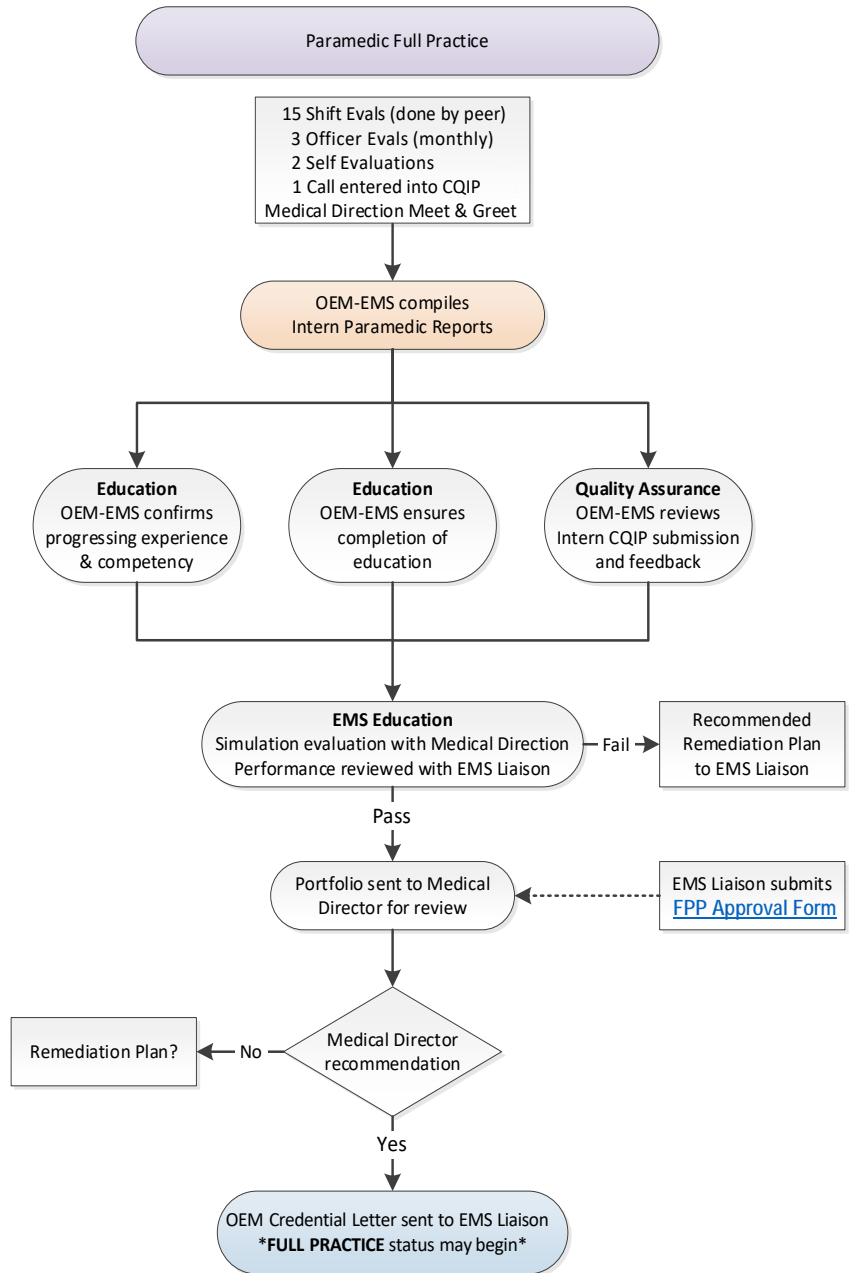 Paramedic Full Practice
15 Shift Evals (done by peer)
3 Officer Evals (monthly)
2 Self Evaluations
1 Call entered into CQIP
Medical Direction Meet & Greet
OEM-EMS compiles
Intern Paramedic Reports
Education
OEM-EMS confirms
progressing experience
& competency
Education
OEM-EMS ensures
completion of
education
Quality Assurance
OEM-EMS reviews
Intern CQIP submission
and feedback
EMS Education
Simulation evaluation with Medical Direction
Performance reviewed with EMS Liaison
Fail
Recommended
Remediation Plan
to EMS Liaison
Pass
Portfolio sent to Medical
Director for review
EMS Liaison submits
FPP Approval Form
Medical Director
recommendation
No
Remediation Plan?
Yes
OEM Credential Letter sent to EMS Liaison
*FULL PRACTICE status may begin*